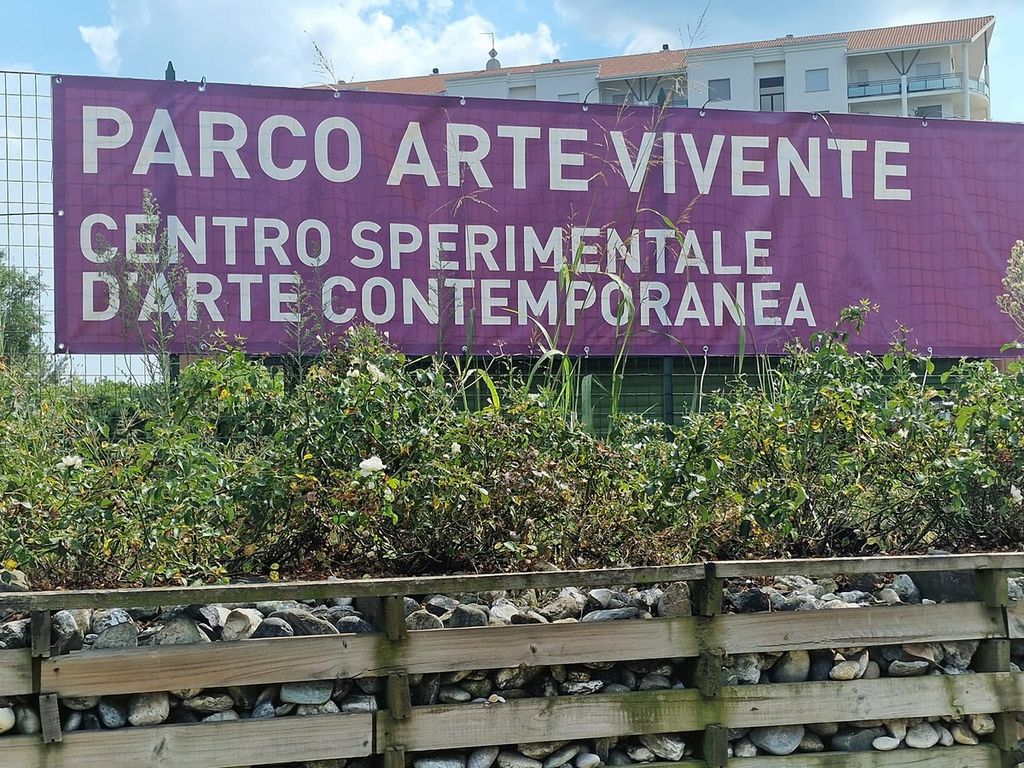 PARCO ARTE VIVENTE
CENTRO SPERIMENTALE
D'ARTE CONTEMPORANEA